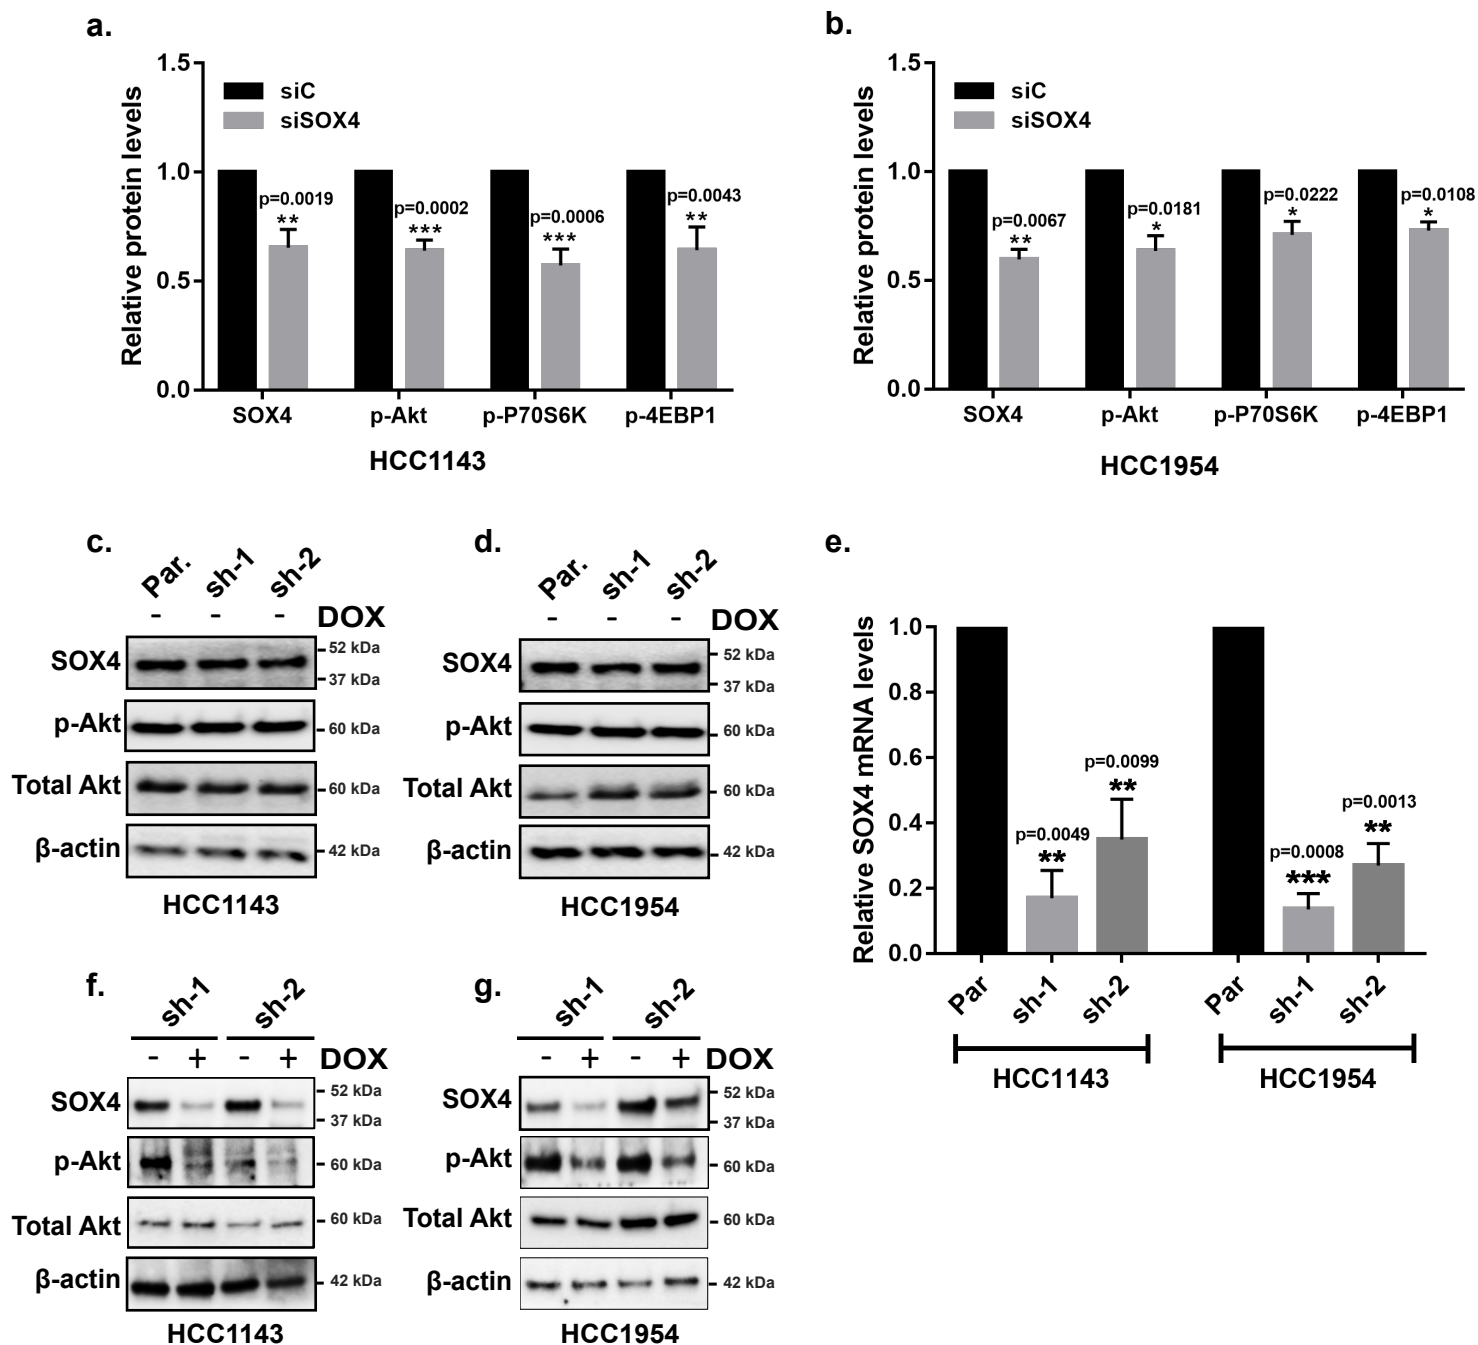 a.
1.5
1.0
0.5
0.0
Relative protein levels
siC
siSOX4
p=0.0019
**
p=0.0002
***
p=0.0006
***
p=0.0043
**
SOX4 p-Akt p-P70S6K p-4EBP1
HCC1143
b.
1.5
1.0
0.5
0.0
Relative protein levels
siC
siSOX4
p=0.0067
**
p=0.0181
*
p=0.0222
*
p=0.0108
*
SOX4 p-Akt p-P70S6K p-4EBP1
HCC1954
c.
Par. sh-1 sh-2
- - - DOX
SOX4 52 kDa
37 kDa
p-Akt 60 kDa
Total Akt 60 kDa
β-actin 42 kDa
HCC1143
d.
Par. sh-1 sh-2
- - - DOX
SOX4 52 kDa
37 kDa
p-Akt 60 kDa
Total Akt 60 kDa
β-actin 42 kDa
HCC1954
e.
1.0
0.8
0.6
0.4
0.2
0.0
Relative SOX4 mRNA levels
p=0.0049
**
p=0.0099
**
p=0.0008
***
p=0.0013
**
Par sh-1 sh-2 Par sh-1 sh-2
HCC1143 HCC1954
f.
sh-1 sh-2
- + - + DOX
SOX4 52 kDa
37 kDa
p-Akt 60 kDa
Total Akt 60 kDa
β-actin 42 kDa
HCC1143
g.
sh-1 sh-2
- + - + DOX
SOX4 52 kDa
37 kDa
p-Akt 60 kDa
Total Akt 60 kDa
β-actin 42 kDa
HCC1954